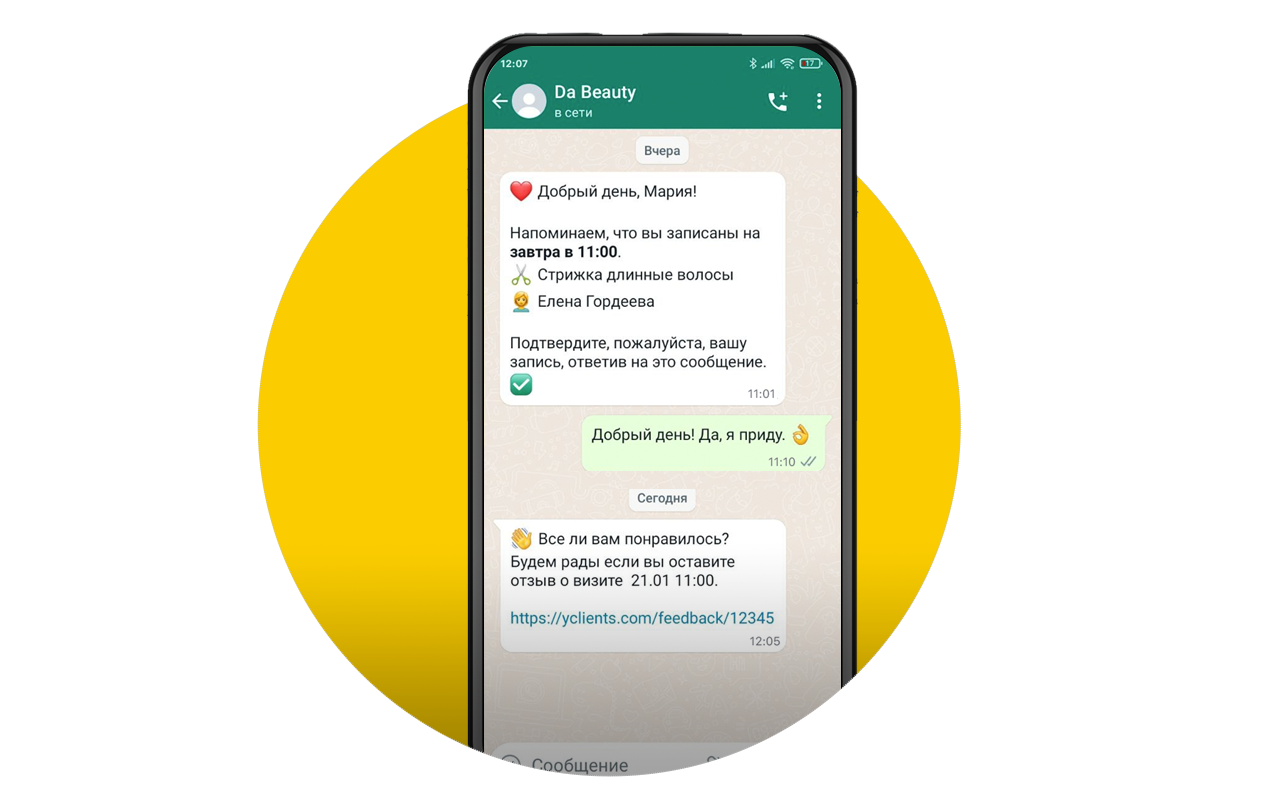 12:07
17
Da Beauty
в сети
Вчера
❤️ Добрый день, Мария!
Напоминаем, что вы записаны на
завтра в 11:00.
✂️ Стрижка длинные волосы
👩‍🦱 Елена Гордеева
Подтвердите, пожалуйста, вашу
запись, ответив на это сообщение.
✅
11:01
Добрый день! Да, я приду. 👌
11:10
Сегодня
👋 Все ли вам понравилось?
Будем рады если вы оставите
отзыв о визите 21.01 11:00.
https://yclients.com/feedback/12345
12:05
Сообщение